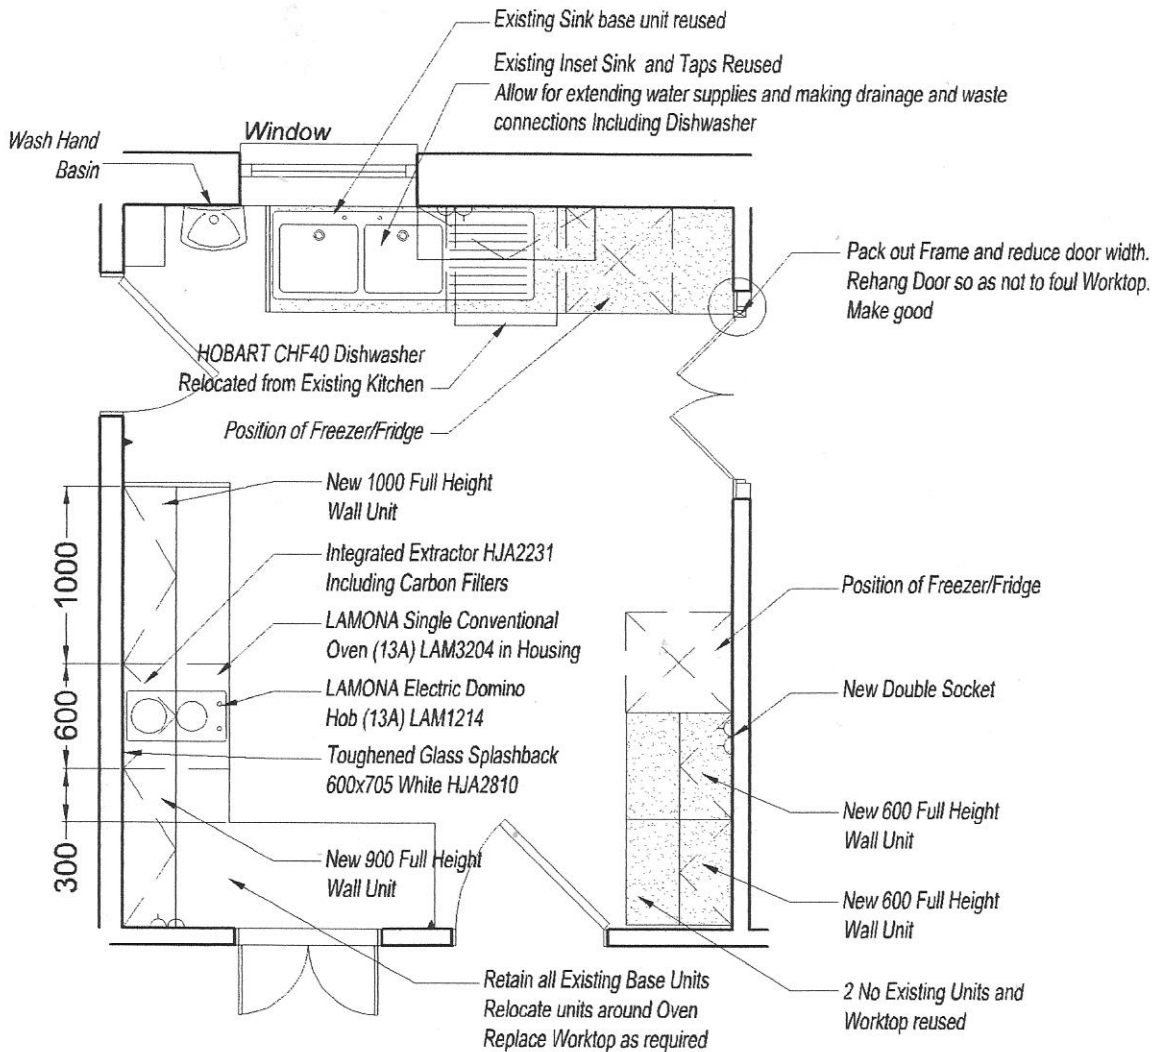 Existing Sink base unit reused
Existing Inset Sink and Taps Reused
Allow for extending water supplies and making drainage and waste
connections Including Dishwasher
Window
Wash Hand
Basin
Pack out Frame and reduce door width.
Rehang Door so as not to foul Worktop.
Make good
HOBART CHF40 Dishwasher
Relocated from Existing Kitchen
Position of Freezer/Fridge
New 1000 Full Height
Wall Unit
Integrated Extractor HJA2231
Including Carbon Filters
LAMONA Single Conventional
Oven (13A) LAM3204 in Housing
LAMONA Electric Domino
Hob (13A) LAM1214
Toughened Glass Splashback
600x705 White HJA2810
New 900 Full Height
Wall Unit
1000
600
300
Position of Freezer/Fridge
New Double Socket
New 600 Full Height
Wall Unit
New 600 Full Height
Wall Unit
2 No Existing Units and
Worktop reused
Retain all Existing Base Units
Relocate units around Oven
Replace Worktop as required